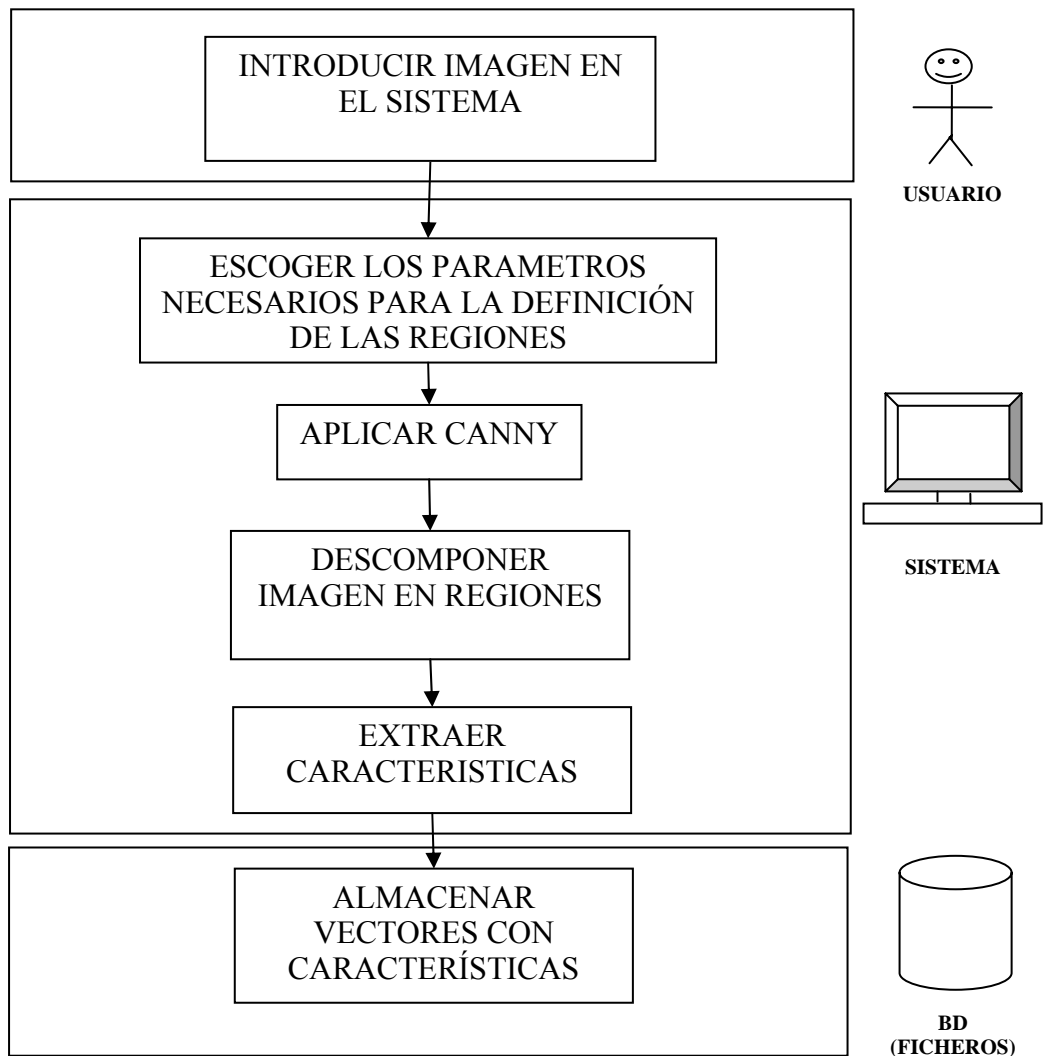 INTRODUCIR IMAGEN EN
EL SISTEMA
USUARIO
ESCOGER LOS PARAMETROS
NECESARIOS PARA LA DEFINICIÓN
DE LAS REGIONES
APLICAR CANNY
DESCOMPONER
IMAGEN EN REGIONES
SISTEMA
EXTRAER
CARACTERISTICAS
ALMACENAR
VECTORES CON
CARACTERÍSTICAS
BD
(FICHEROS)